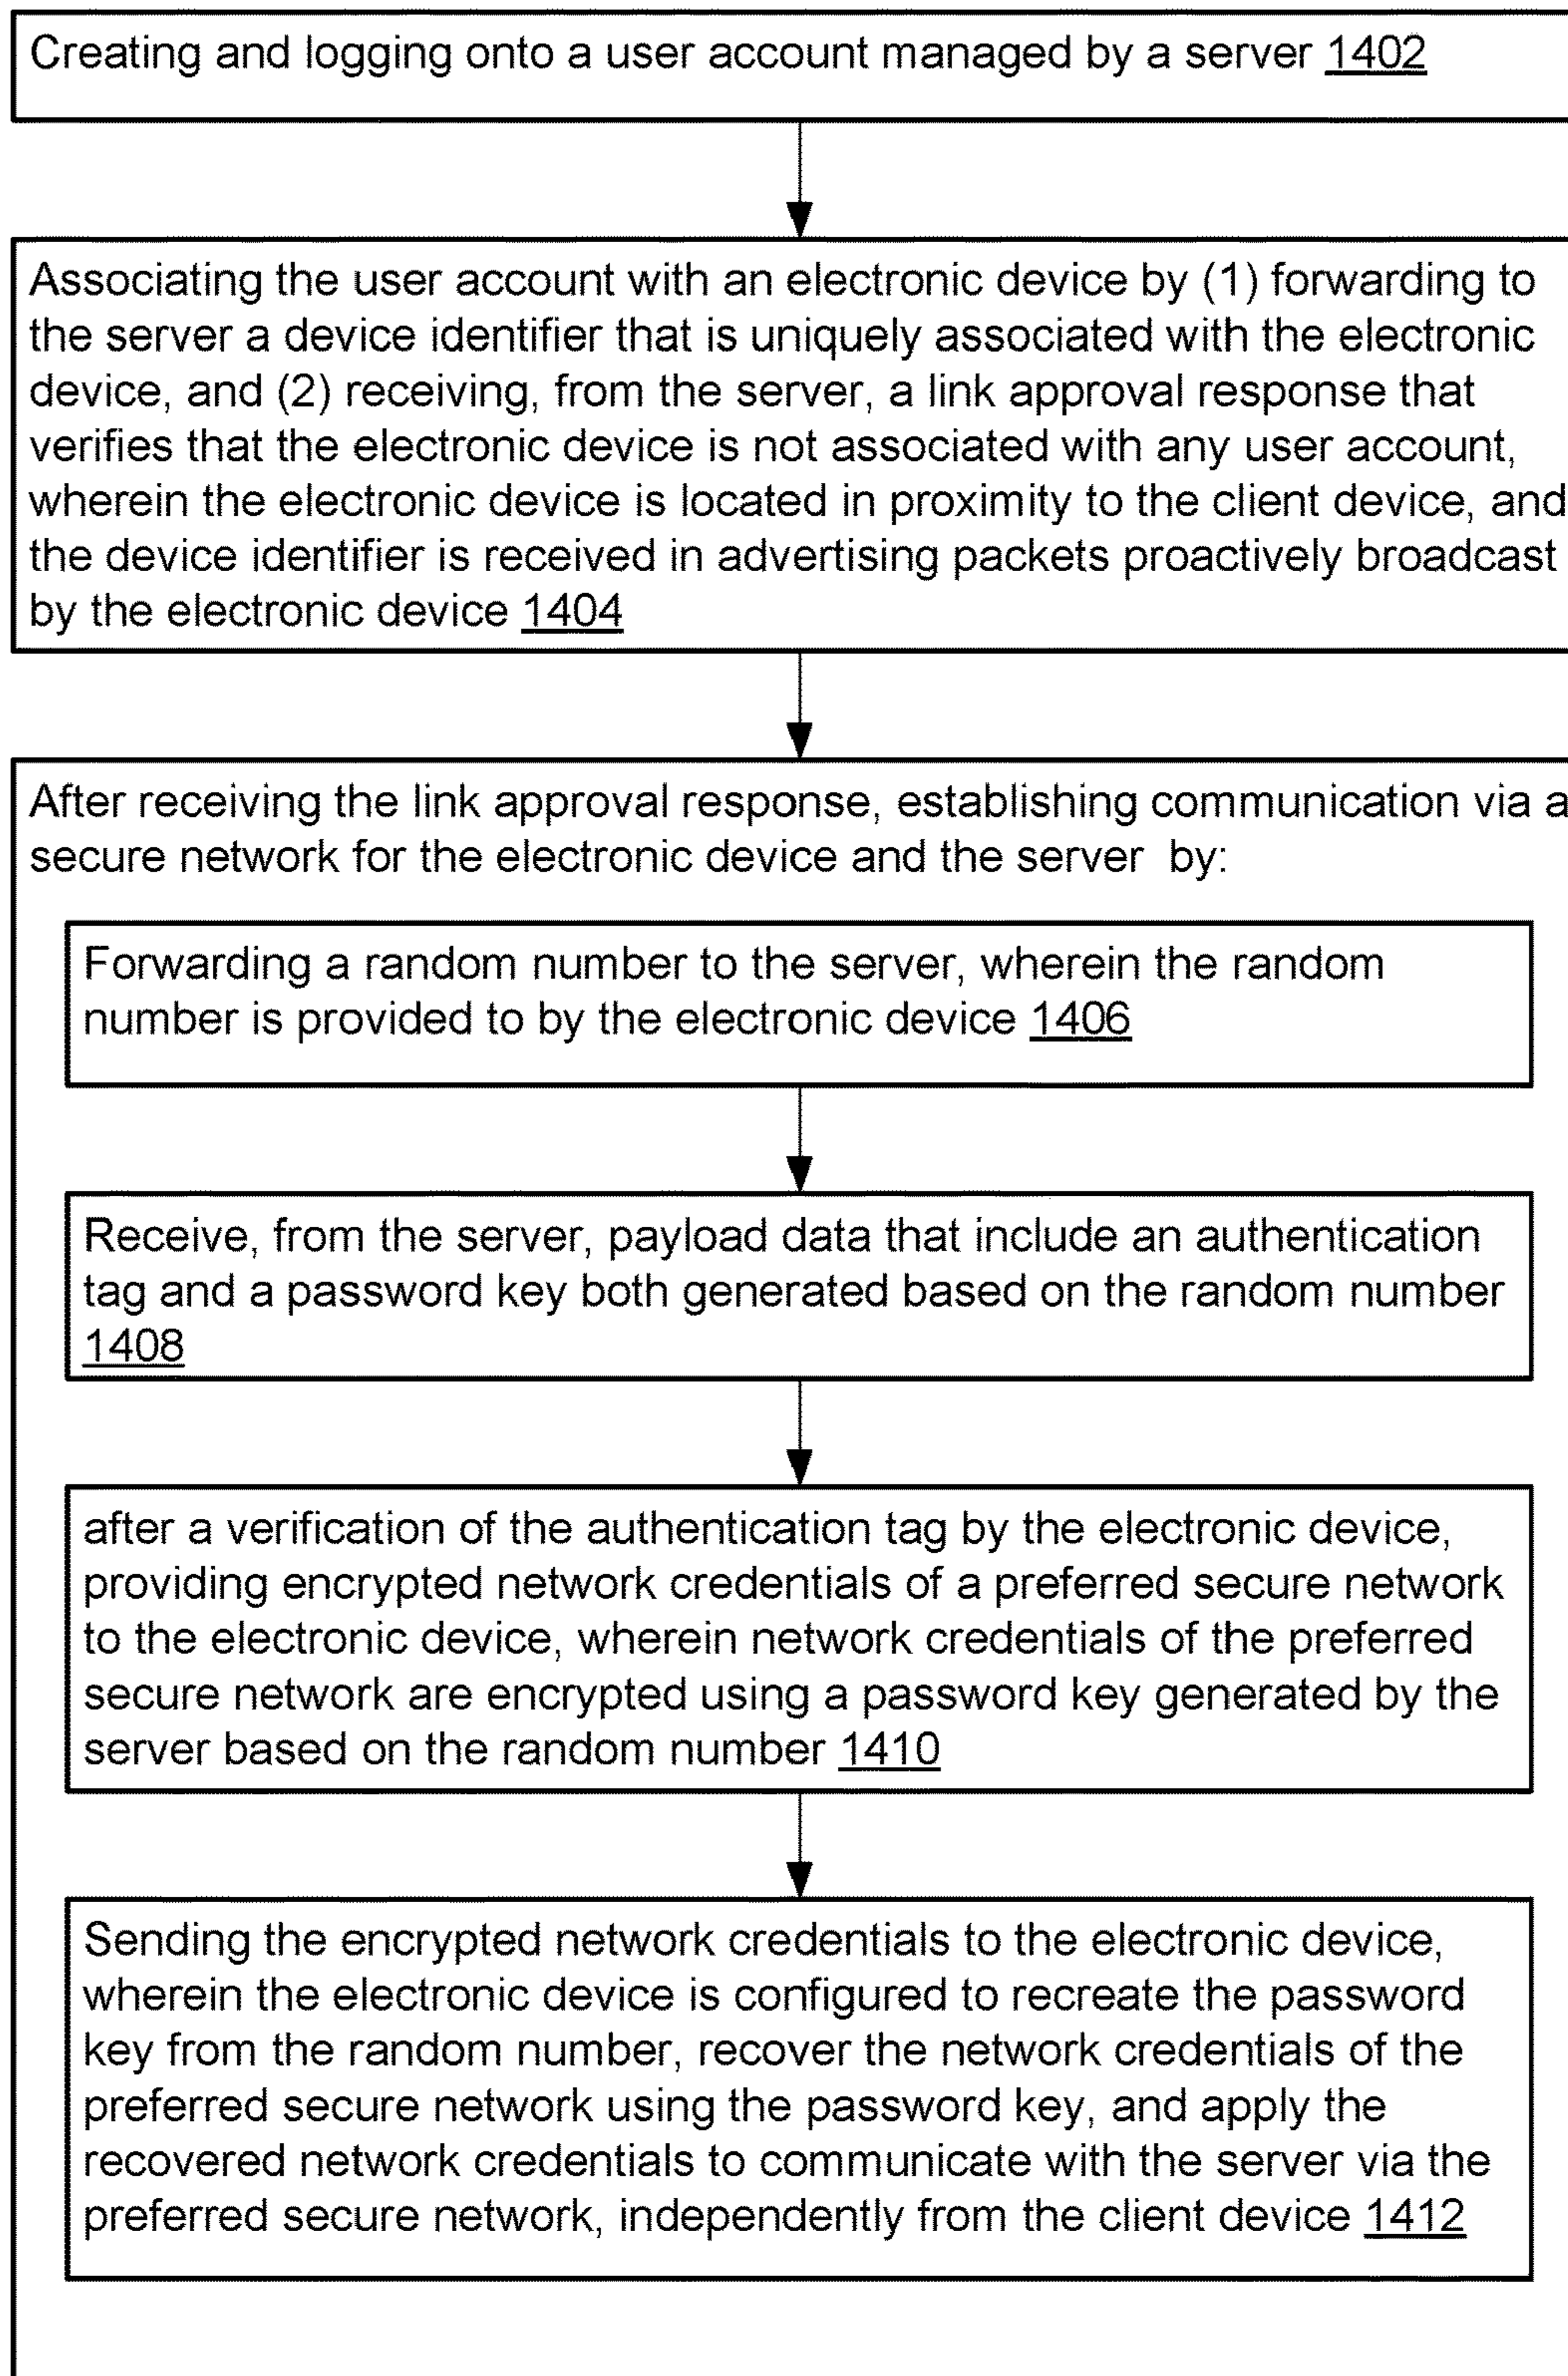 Creating and logging onto a user account managed by a server 1402
Associating the user account with an electronic device by (1) forwarding to
the server a device identifier that is uniquely associated with the electronic
device, and (2) receiving, from the server, a link approval response that
verifies that the electronic device is not associated with any user account,
wherein the electronic device is located in proximity to the client device, and
the device identifier is received in advertising packets proactively broadcast
by the electronic device 1404
After receiving the link approval response, establishing communication via a
secure network for the electronic device and the server by:
Forwarding a random number to the server, wherein the random
number is provided to by the electronic device 1406
Receive, from the server, payload data that include an authentication
tag and a password key both generated based on the random number
1408
after a verification of the authentication tag by the electronic device,
providing encrypted network credentials of a preferred secure network
to the electronic device, wherein network credentials of the preferred
secure network are encrypted using a password key generated by the
server based on the random number 1410
Sending the encrypted network credentials to the electronic device,
wherein the electronic device is configured to recreate the password
key from the random number, recover the network credentials of the
preferred secure network using the password key, and apply the
recovered network credentials to communicate with the server via the
preferred secure network, independently from the client device 1412